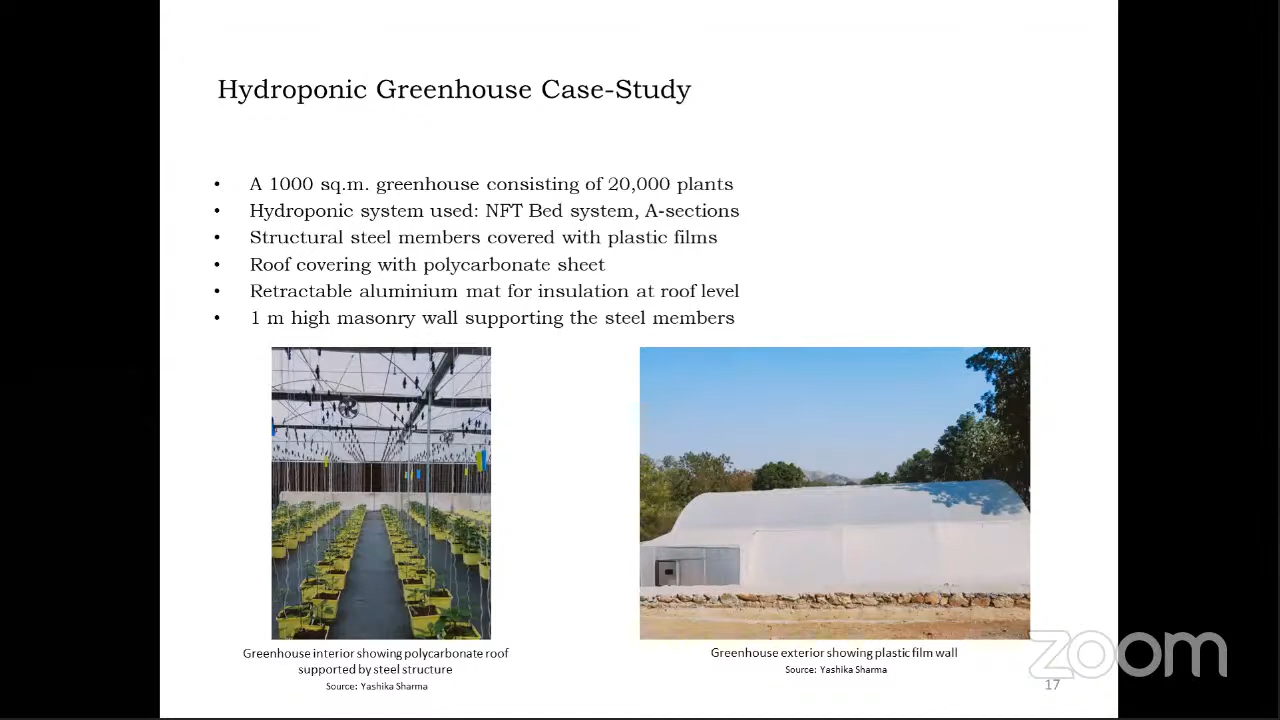 Hydroponic Greenhouse Case-Study
• A 1000 sq.m. greenhouse consisting of 20,000 plants
• Hydroponic system used: NFT Bed system, A-sections
• Structural steel members covered with plastic films
• Roof covering with polycarbonate sheet
• Retractable aluminium mat for insulation at roof level
• 1 m high masonry wall supporting the steel members
Greenhouse interior showing polycarbonate roof
supported by steel structure
Source: Yashika Sharma
Greenhouse exterior showing plastic film wall
Source: Yashika Sharma
zoom
17